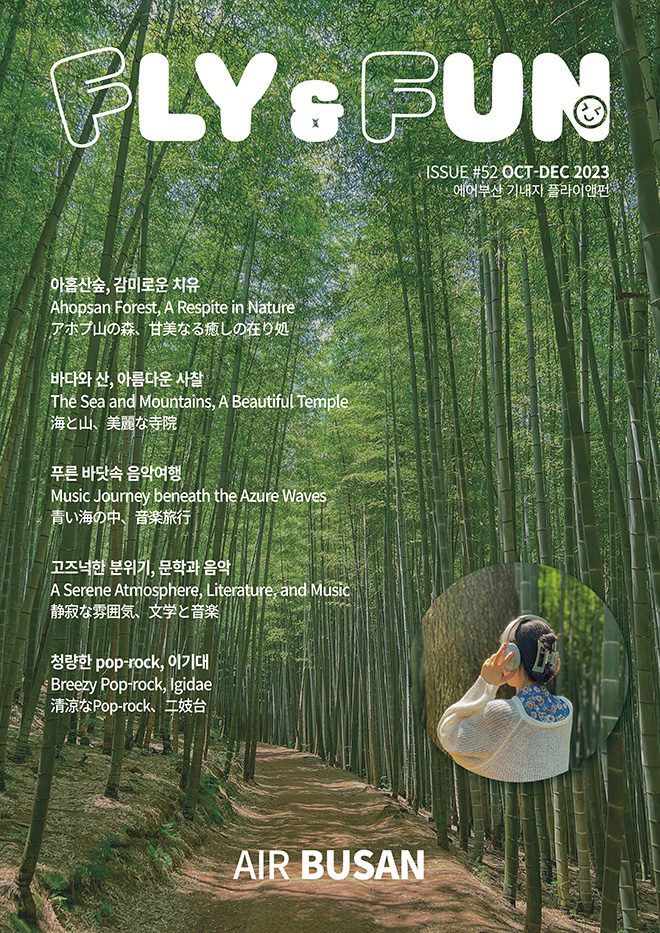 FLY & FUN
ISSUE #52 OCT-DEC 2023
에어부산 기내지 플라이앤펀
아홉산숲, 감미로운 치유
Ahopsan Forest, A Respite in Nature
アホプ山の森、甘美なる癒しの在り処
바다와 산, 아름다운 사찰
The Sea and Mountains, A Beautiful Temple
海と山、美麗な寺院
푸른 바닷속 음악여행
Music Journey beneath the Azure Waves
青い海の中、音楽旅行
고즈넉한 분위기, 문학과 음악
A Serene Atmosphere, Literature, and Music
静寂な雰囲気、文学と音楽
청량한 pop-rock, 이기대
Breezy Pop-rock, Igidae
清涼なPop-rock、二妓台
AIR BUSAN